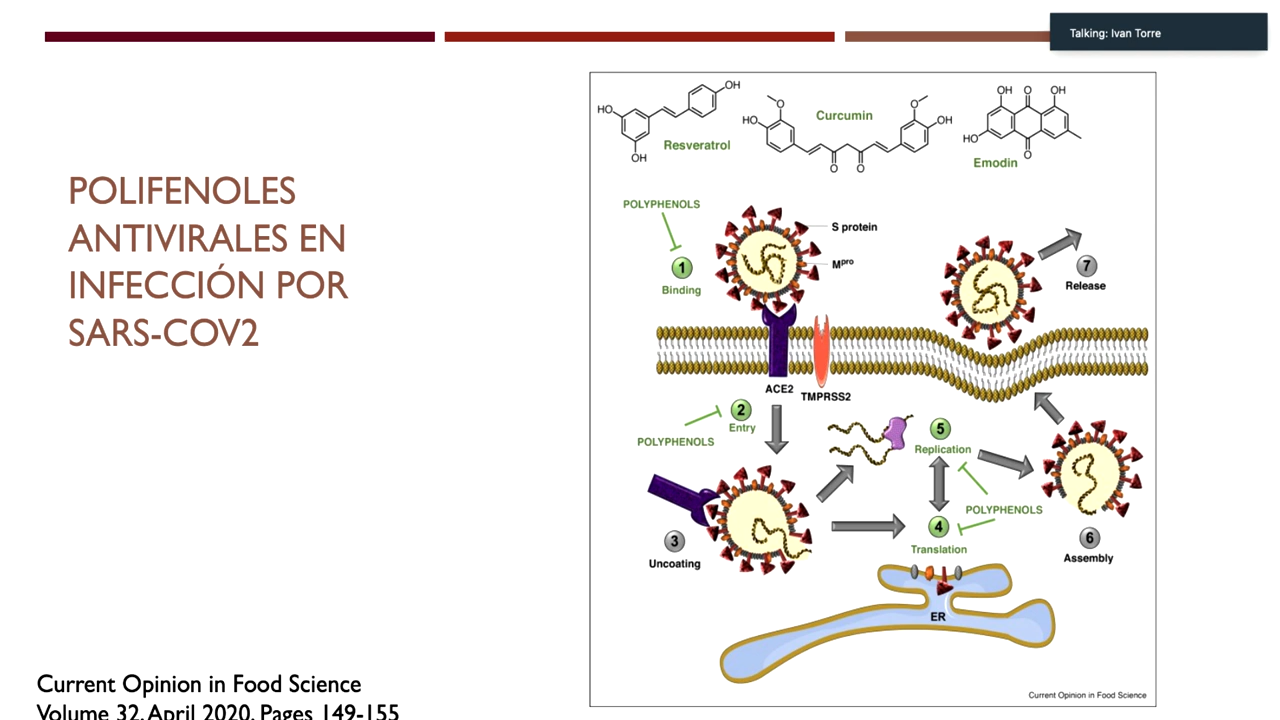 Talking: Ivan Torre
POLIFENOLES
ANTIVIRALES EN
INFECCIÓN POR
SARS-COV2
Current Opinion in Food Science
Volume 32, April 2020, Pages 149-155
OH
HO
OH
Resveratrol
O
HO
Curcumin
O
OH
O
O
OH
O
OH
HO
O
Emodin
POLYPHENOLS
1
Binding
S protein
Mpro
7
Release
ACE2
TMPRSS2
2
Entry
POLYPHENOLS
5
Replication
POLYPHENOLS
3
Uncoating
4
Translation
6
Assembly
ER
Current Opinion in Food Science